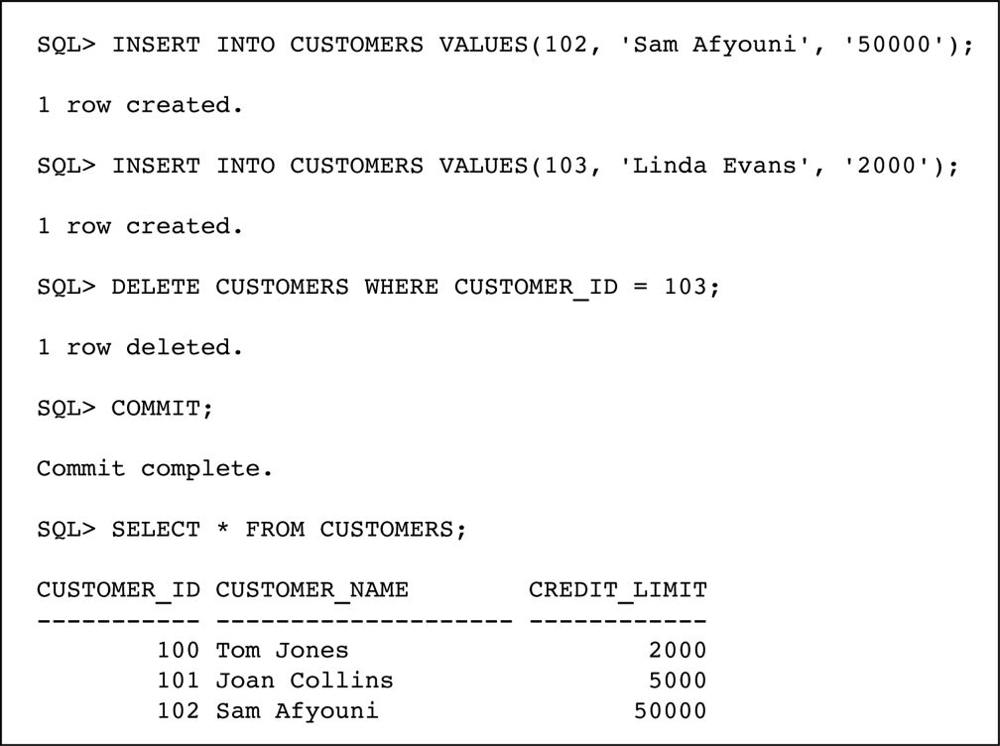 SQL> INSERT INTO CUSTOMERS VALUES(102, 'Sam Afyouni', '50000');
1 row created.
SQL> INSERT INTO CUSTOMERS VALUES(103, 'Linda Evans', '2000');
1 row created.
SQL> DELETE CUSTOMERS WHERE CUSTOMER_ID = 103;
1 row deleted.
SQL> COMMIT;
Commit complete.
SQL> SELECT * FROM CUSTOMERS;
CUSTOMER_ID CUSTOMER_NAME        CREDIT_LIMIT
----------- -------------------- ------------
        100 Tom Jones                    2000
        101 Joan Collins                 5000
        102 Sam Afyouni                 50000